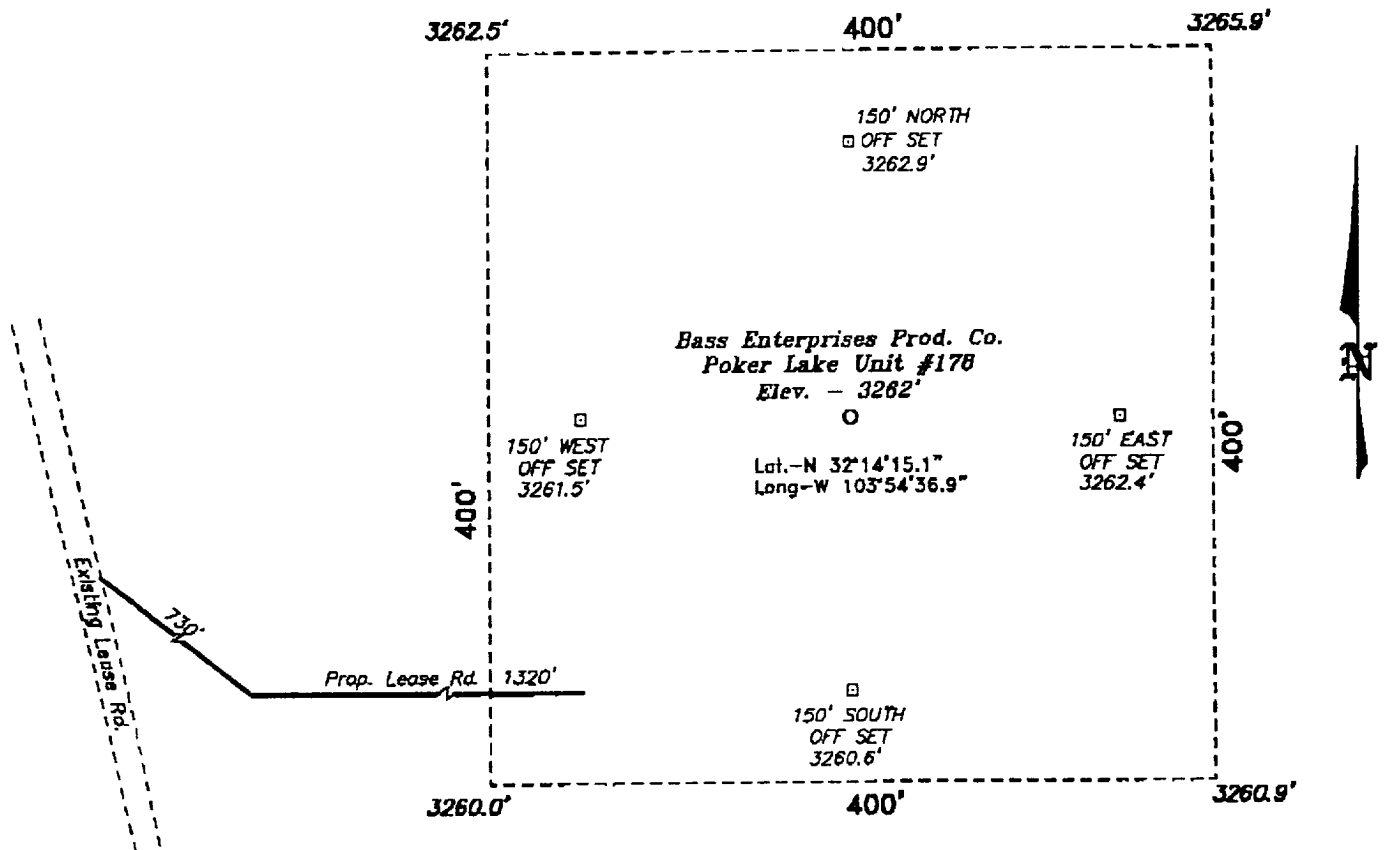 3262.5'
400'
3265.9'
150' NORTH
OFF SET
3262.9'
Bass Enterprises Prod. Co.
Poker Lake Unit #178
Elev. - 3262'
150' WEST
OFF SET
3261.5'
Lat.-N 32°14'15.1"
Long-W 103°54'36.9"
150' EAST
OFF SET
3262.4'
400'
400'
N
Existing Lease Rd.
730'
Prop. Lease Rd. 1320'
150' SOUTH
OFF SET
3260.6'
3260.0'
400'
3260.9'